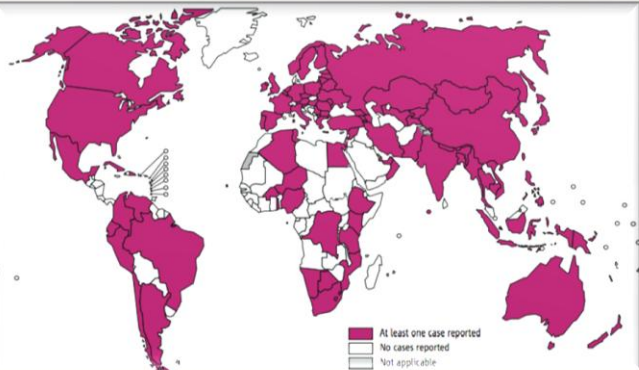 At least one case reported
No cases reported
Not applicable